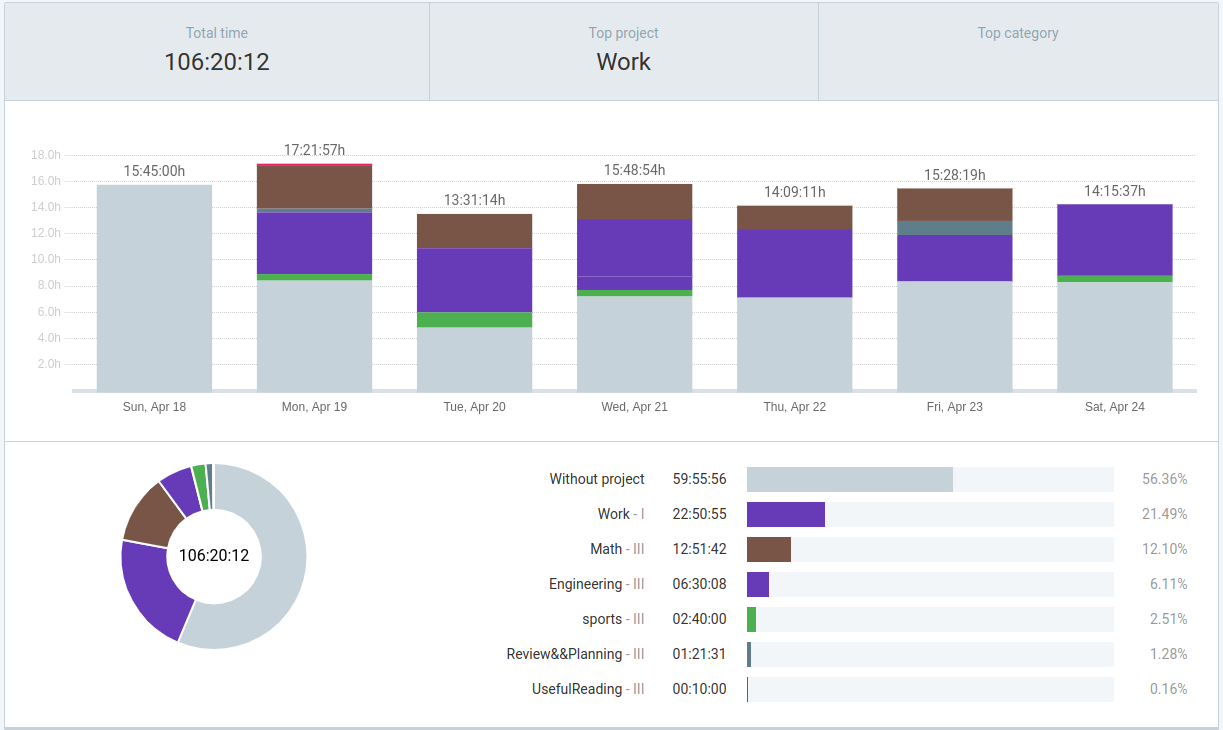 Total time
106:20:12
Top project
Work
Top category
18.0h
16.0h
14.0h
12.0h
10.0h
8.0h
6.0h
4.0h
2.0h
15:45:00h
17:21:57h
13:31:14h
15:48:54h
14:09:11h
15:28:19h
14:15:37h
Sun, Apr 18
Mon, Apr 19
Tue, Apr 20
Wed, Apr 21
Thu, Apr 22
Fri, Apr 23
Sat, Apr 24
106:20:12
Without project 59:55:56 56.36%
Work - I 22:50:55 21.49%
Math - III 12:51:42 12.10%
Engineering - III 06:30:08 6.11%
sports - III 02:40:00 2.51%
Review&&Planning - III 01:21:31 1.28%
UsefulReading - III 00:10:00 0.16%